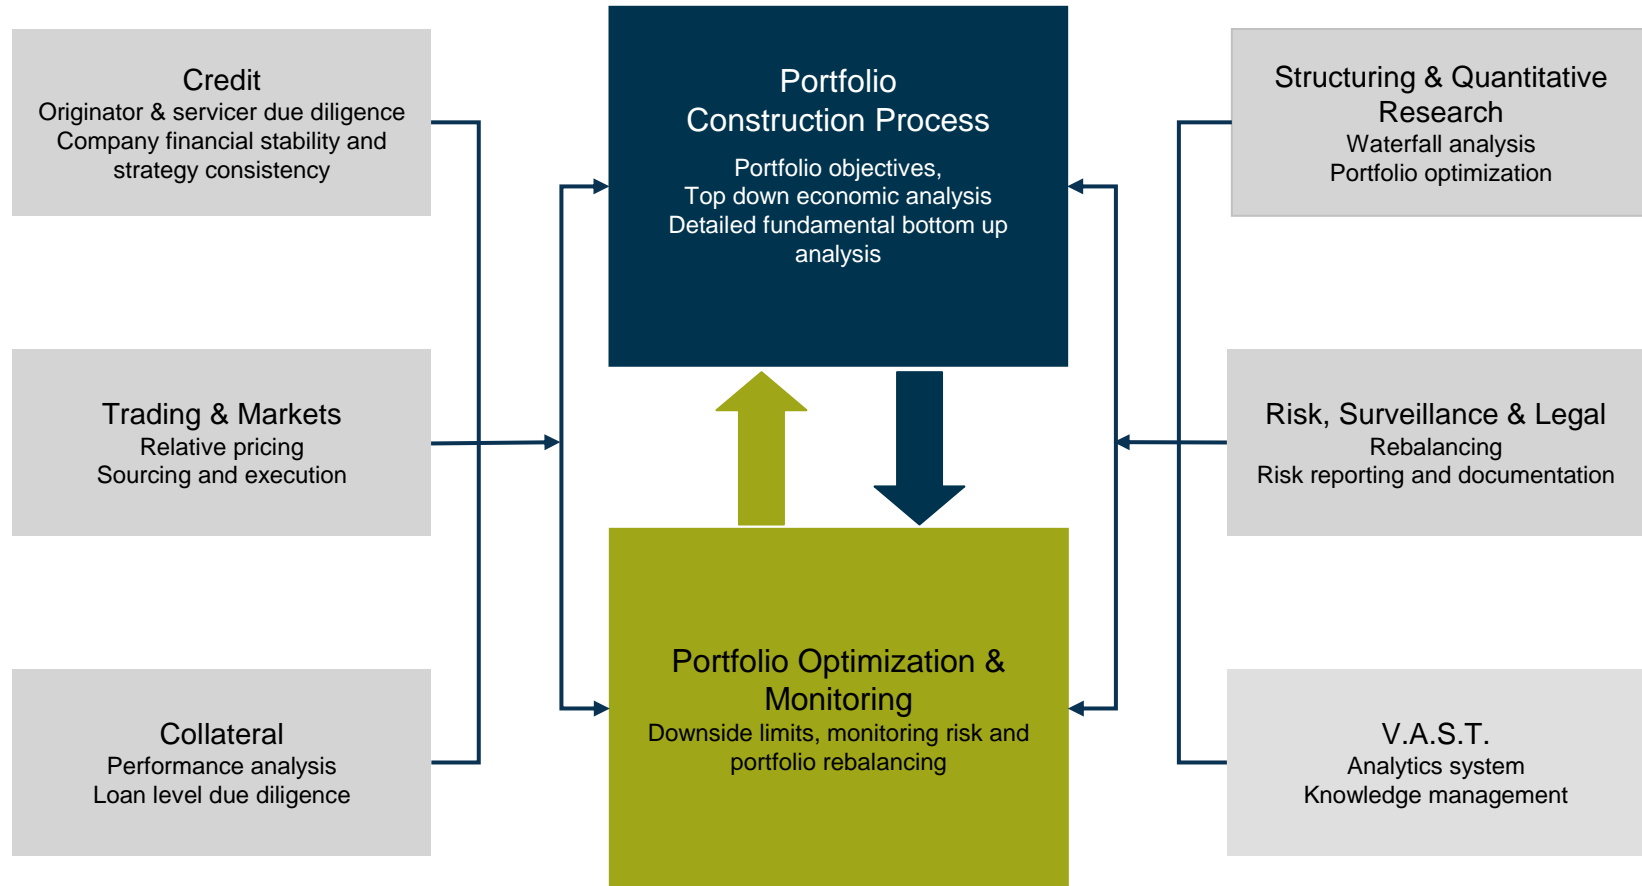 Credit
Originator & servicer due diligence
Company financial stability and
strategy consistency
Trading & Markets
Relative pricing
Sourcing and execution
Collateral
Performance analysis
Loan level due diligence
Portfolio
Construction Process
Portfolio objectives,
Top down economic analysis
Detailed fundamental bottom up
analysis
Portfolio Optimization &
Monitoring
Downside limits, monitoring risk and
portfolio rebalancing
Structuring & Quantitative
Research
Waterfall analysis
Portfolio optimization
Risk, Surveillance & Legal
Rebalancing
Risk reporting and documentation
V.A.S.T.
Analytics system
Knowledge management